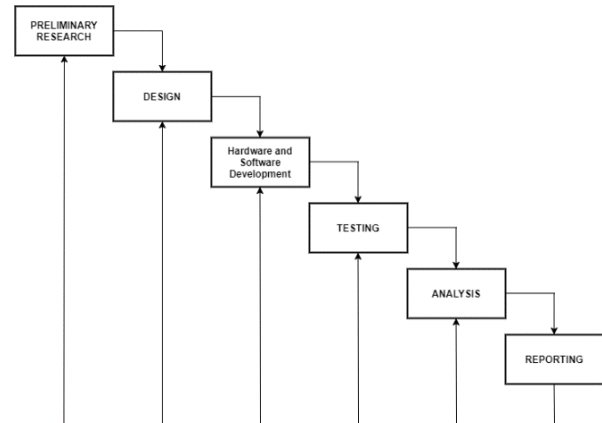 PRELIMINARY
RESEARCH
DESIGN
Hardware and
Software
Development
TESTING
ANALYSIS
REPORTING